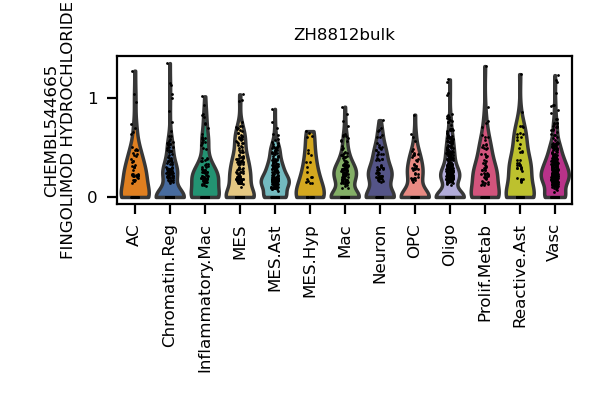 ZH8812bulk
CHEMBL544665
FINGOLIMOD HYDROCHLORIDE
1
0
AC
Chromatin.Reg
Inflammatory.Mac
MES
MES.Ast
MES.Hyp
Mac
Neuron
OPC
Oligo
Prolif.Metab
Reactive.Ast
Vasc